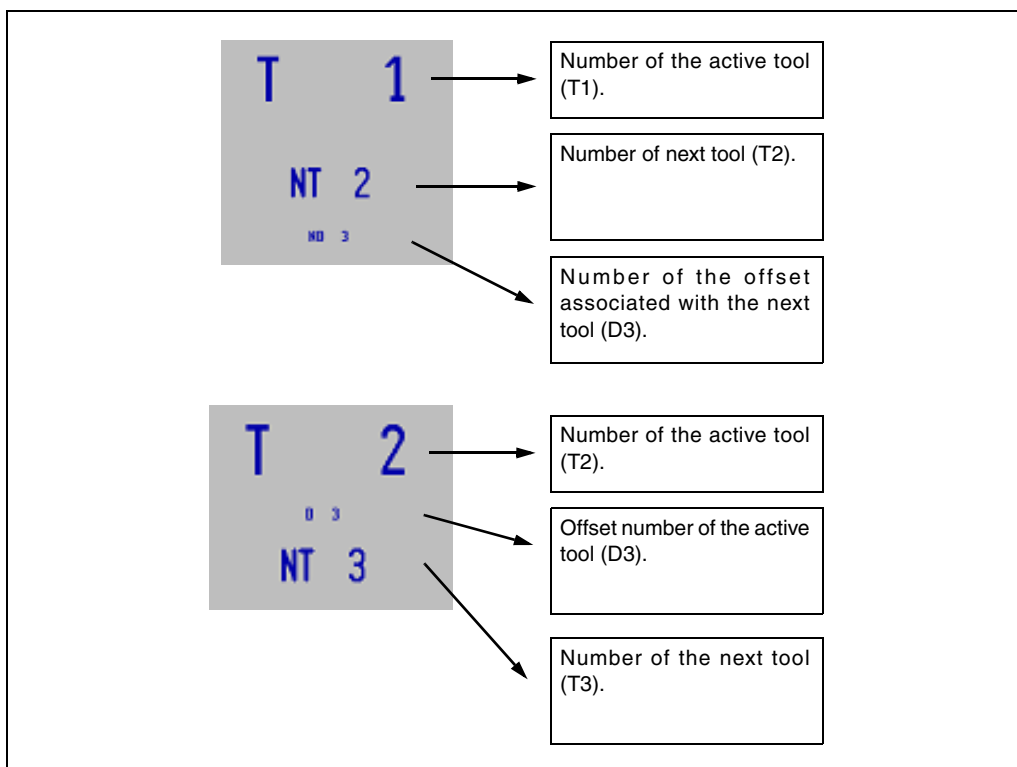 T 1
Number of the active tool
(T1).
NT 2
Number of next tool (T2).
ND 3
Number of the offset
associated with the next
tool (D3).
T 2
Number of the active tool
(T2).
D 3
Offset number of the active
tool (D3).
NT 3
Number of the next tool
(T3).